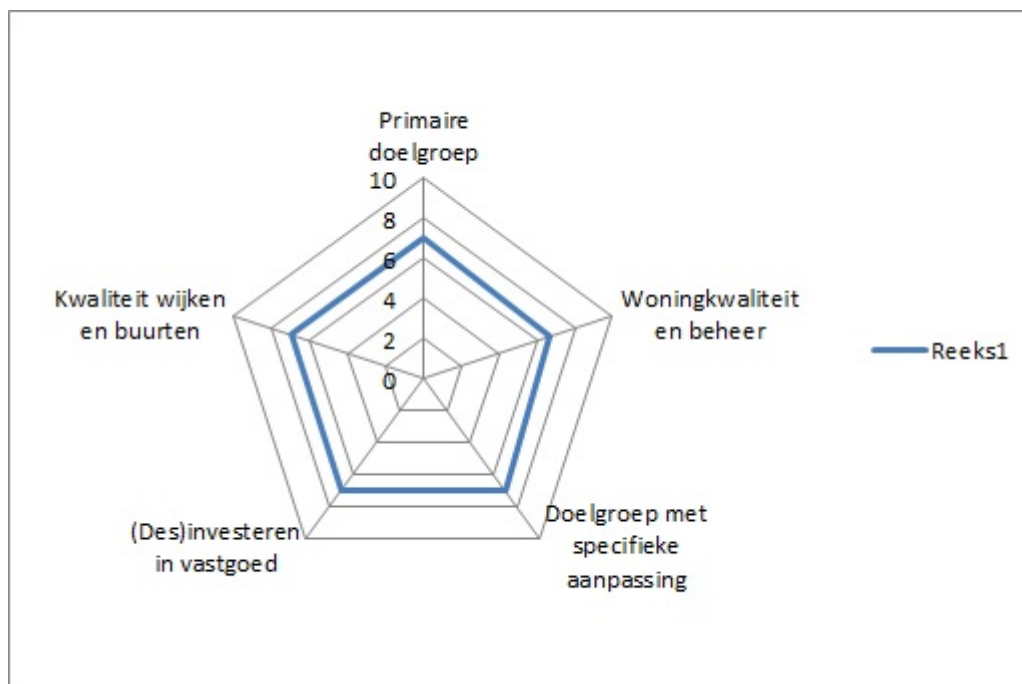 Primaire
doelgroep
10
8
6
4
2
0
Kwaliteit wijken
en buurten
Woningkwaliteit
en beheer
Reeks1
(Des)investeren
in vastgoed
Doelgroep met
specifieke
aanpassing